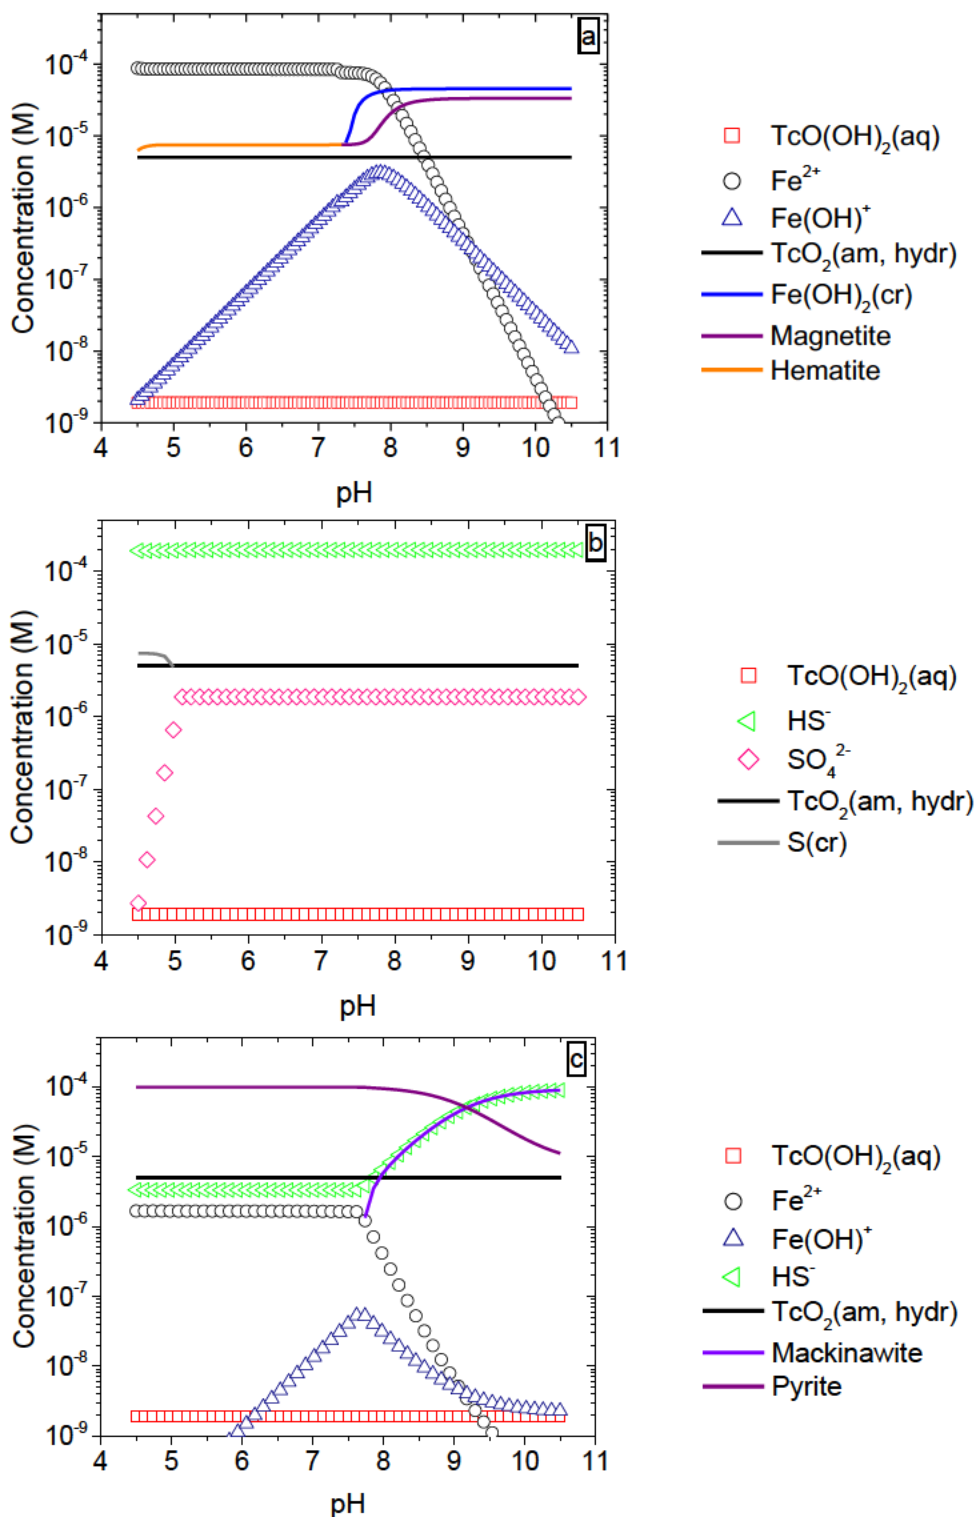 a
10⁻⁴
10⁻⁵
10⁻⁶
10⁻⁷
10⁻⁸
10⁻⁹
Concentration (M)
4 5 6 7 8 9 10 11
pH
TcO(OH)₂(aq)
Fe²⁺
Fe(OH)⁺
TcO₂(am, hydr)
Fe(OH)₂(cr)
Magnetite
Hematite
b
10⁻⁴
10⁻⁵
10⁻⁶
10⁻⁷
10⁻⁸
10⁻⁹
Concentration (M)
4 5 6 7 8 9 10 11
pH
TcO(OH)₂(aq)
HS⁻
SO₄²⁻
TcO₂(am, hydr)
S(cr)
c
10⁻⁴
10⁻⁵
10⁻⁶
10⁻⁷
10⁻⁸
10⁻⁹
Concentration (M)
4 5 6 7 8 9 10 11
pH
TcO(OH)₂(aq)
Fe²⁺
Fe(OH)⁺
HS⁻
TcO₂(am, hydr)
Mackinawite
Pyrite